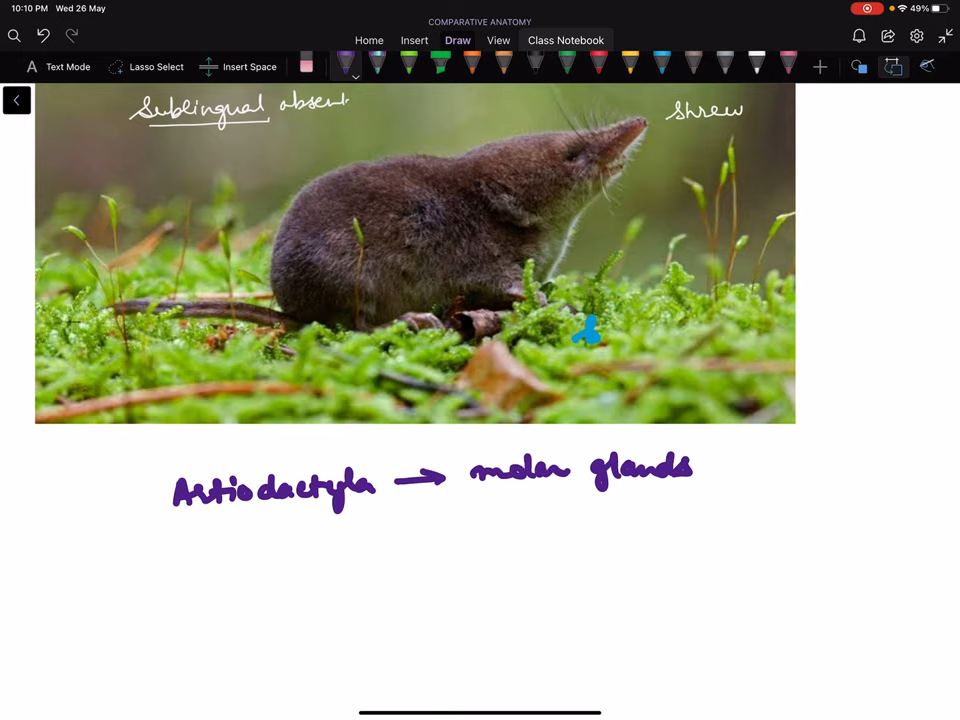 10:10 PM Wed 26 May
49%
COMPARATIVE ANATOMY
Home Insert Draw View Class Notebook
Text Mode Lasso Select Insert Space
Sublingual absent
Shrew
Artiodactyla → molar glands